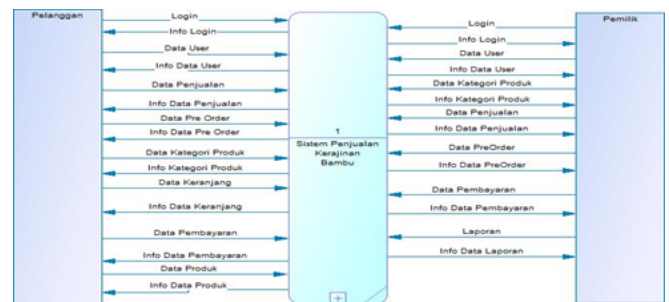 Pelanggan
Login
Info Login
Data User
Info Data User
Data Penjualan
Info Data Penjualan
Data Pre Order
Info Data Pre Order
Data Kategori Produk
Info Kategori Produk
Data Keranjang
Info Data Keranjang
Data Pembayaran
Info Data Pembayaran
Data Produk
Info Data Produk
1
Sistem Penjualan
Kerajinan
Bambu
Login
Info Login
Data User
Info Data User
Data Kategori Produk
Info Kategori Produk
Data Penjualan
Info Data Penjualan
Data PreOrder
Info Data PreOrder
Data Pembayaran
Info Data Pembayaran
Laporan
Info Data Laporan
Pemilik